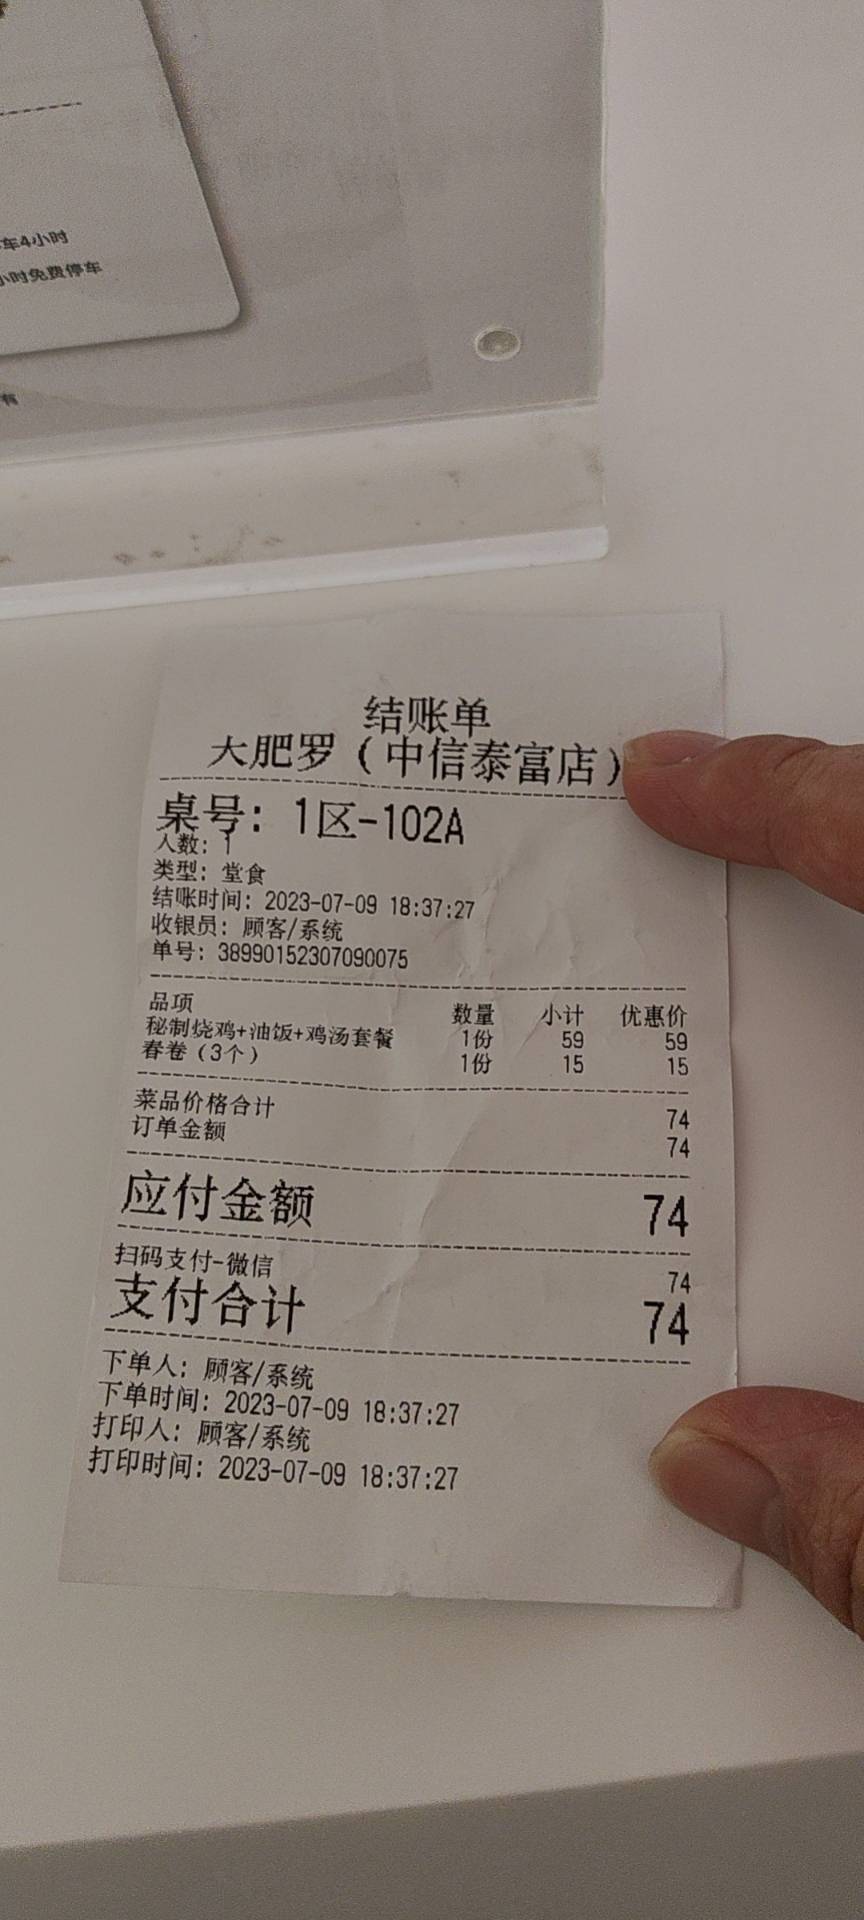 车4小时
小时免费停车
有
结账单
大肥罗（中信泰富店）
桌号: 1区-102A
人数: 1
类型: 堂食
结账时间: 2023-07-09 18:37:27
收银员: 顾客/系统
单号: 38990152307090075
品项 数量 小计 优惠价
秘制烧鸡+油饭+鸡汤套餐 1份 59 59
春卷（3个） 1份 15 15
菜品价格合计 74
订单金额 74
应付金额 74
扫码支付-微信 74
支付合计 74
下单人: 顾客/系统
下单时间: 2023-07-09 18:37:27
打印人: 顾客/系统
打印时间: 2023-07-09 18:37:27